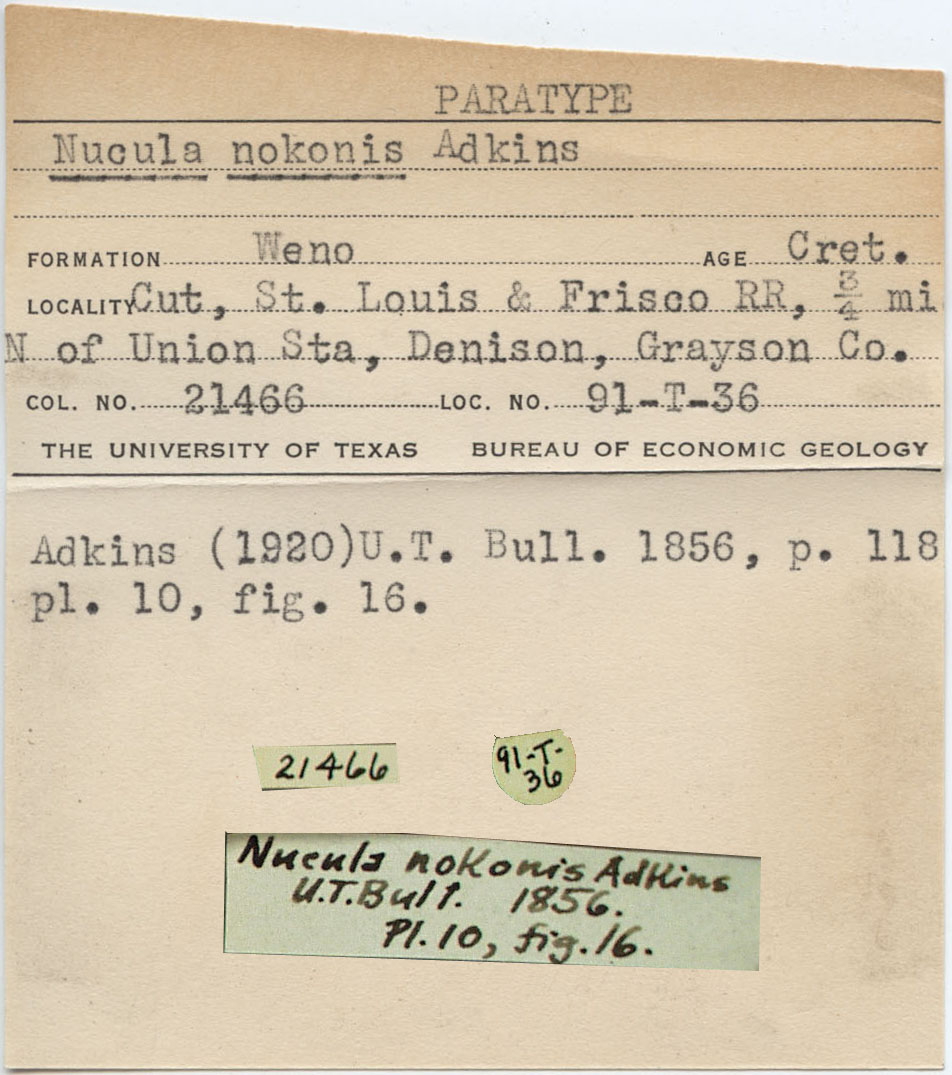 PARATYPE
Nucula nokonis Adkins
FORMATION Weno AGE Cret.
LOCALITY Cut, St. Louis & Frisco RR, 3/4 mi
N of Union Sta, Denison, Grayson Co.
COL. NO. 21466 LOC. NO. 91-T-36
THE UNIVERSITY OF TEXAS BUREAU OF ECONOMIC GEOLOGY
Adkins (1920)U.T. Bull. 1856, p. 118
pl. 10, fig. 16.
21466
91-T-
36
Nucula nokonis Adkins
U.T. Bull. 1856.
Pl. 10, fig. 16.